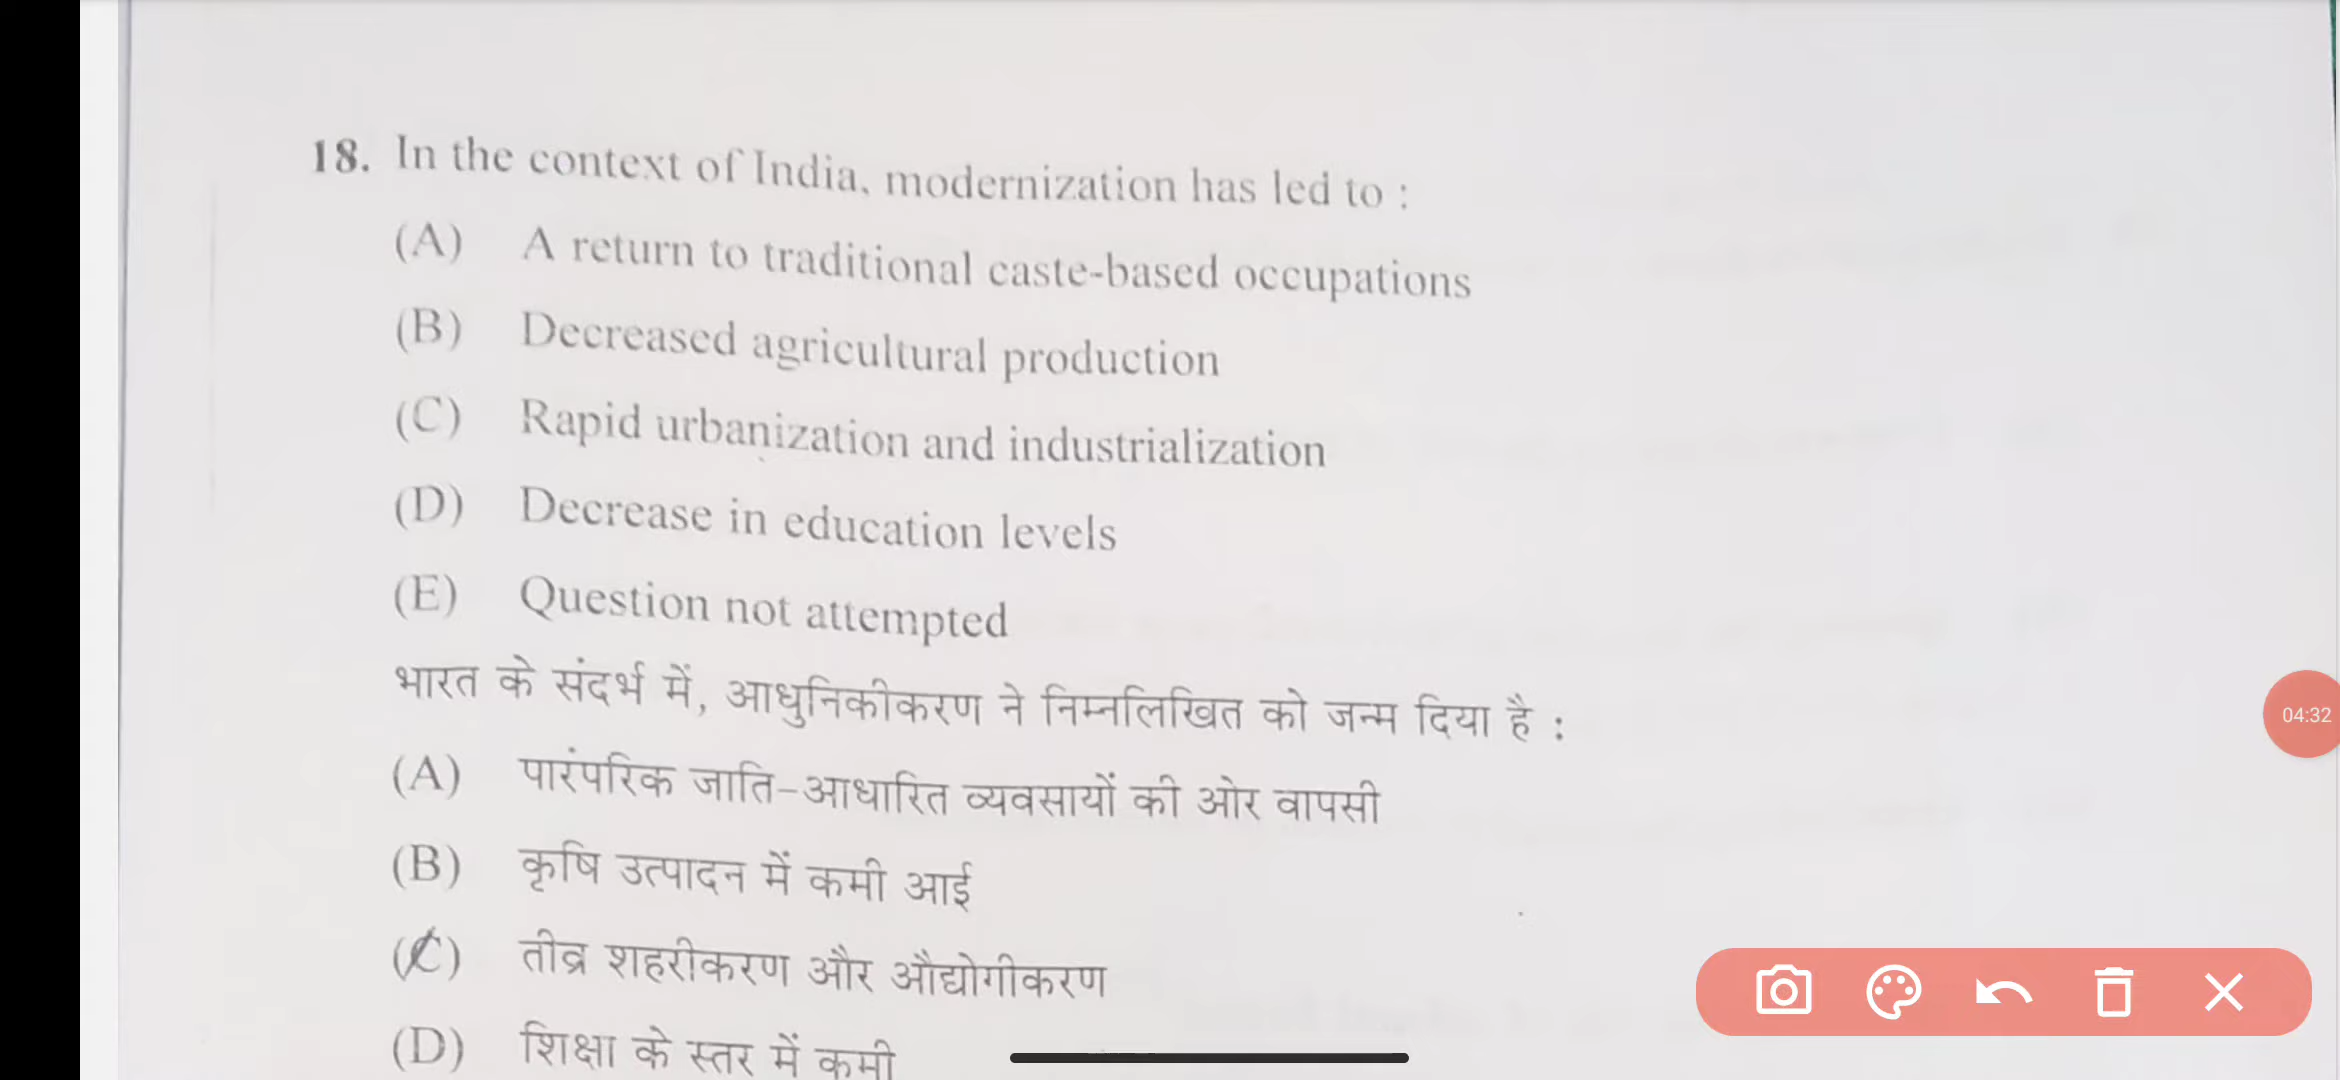 18. In the context of India, modernization has led to :
(A) A return to traditional caste-based occupations
(B) Decreased agricultural production
(C) Rapid urbanization and industrialization
(D) Decrease in education levels
(E) Question not attempted
भारत के संदर्भ में, आधुनिकीकरण ने निम्नलिखित को जन्म दिया है :
(A) पारंपरिक जाति-आधारित व्यवसायों की ओर वापसी
(B) कृषि उत्पादन में कमी आई
(C) तीव्र शहरीकरण और औद्योगीकरण
(D) शिक्षा के स्तर में कमी
04:32